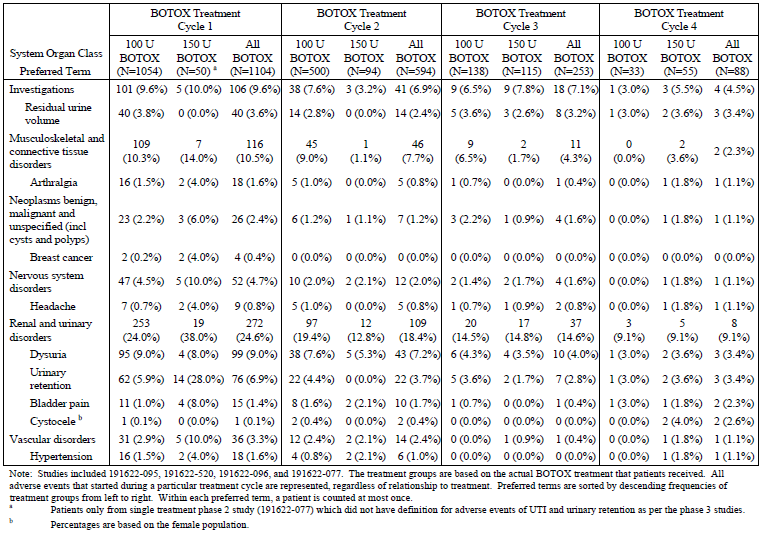 BOTOX Treatment Cycle 1 BOTOX Treatment Cycle 2 BOTOX Treatment Cycle 3 BOTOX Treatment Cycle 4
System Organ Class Preferred Term 100 U BOTOX (N=1054) 150 U BOTOX (N=50) a All BOTOX (N=1104) 100 U BOTOX (N=500) 150 U BOTOX (N=94) All BOTOX (N=594) 100 U BOTOX (N=138) 150 U BOTOX (N=115) All BOTOX (N=253) 100 U BOTOX (N=33) 150 U BOTOX (N=55) All BOTOX (N=88)
Investigations 101 (9.6%) 5 (10.0%) 106 (9.6%) 38 (7.6%) 3 (3.2%) 41 (6.9%) 9 (6.5%) 9 (7.8%) 18 (7.1%) 1 (3.0%) 3 (5.5%) 4 (4.5%)
Residual urine volume 40 (3.8%) 0 (0.0%) 40 (3.6%) 14 (2.8%) 0 (0.0%) 14 (2.4%) 5 (3.6%) 3 (2.6%) 8 (3.2%) 1 (3.0%) 2 (3.6%) 3 (3.4%)
Musculoskeletal and connective tissue disorders 109 (10.3%) 7 (14.0%) 116 (10.5%) 45 (9.0%) 1 (1.1%) 46 (7.7%) 9 (6.5%) 2 (1.7%) 11 (4.3%) 0 (0.0%) 2 (3.6%) 2 (2.3%)
Arthralgia 16 (1.5%) 2 (4.0%) 18 (1.6%) 5 (1.0%) 0 (0.0%) 5 (0.8%) 1 (0.7%) 0 (0.0%) 1 (0.4%) 0 (0.0%) 1 (1.8%) 1 (1.1%)
Neoplasms benign, malignant and unspecified (incl cysts and polyps) 23 (2.2%) 3 (6.0%) 26 (2.4%) 6 (1.2%) 1 (1.1%) 7 (1.2%) 3 (2.2%) 1 (0.9%) 4 (1.6%) 0 (0.0%) 1 (1.8%) 1 (1.1%)
Breast cancer 2 (0.2%) 2 (4.0%) 4 (0.4%) 0 (0.0%) 0 (0.0%) 0 (0.0%) 0 (0.0%) 0 (0.0%) 0 (0.0%) 0 (0.0%) 0 (0.0%) 0 (0.0%)
Nervous system disorders 47 (4.5%) 5 (10.0%) 52 (4.7%) 10 (2.0%) 2 (2.1%) 12 (2.0%) 2 (1.4%) 2 (1.7%) 4 (1.6%) 0 (0.0%) 1 (1.8%) 1 (1.1%)
Headache 7 (0.7%) 2 (4.0%) 9 (0.8%) 5 (1.0%) 0 (0.0%) 5 (0.8%) 1 (0.7%) 1 (0.9%) 2 (0.8%) 0 (0.0%) 1 (1.8%) 1 (1.1%)
Renal and urinary disorders 253 (24.0%) 19 (38.0%) 272 (24.6%) 97 (19.4%) 12 (12.8%) 109 (18.4%) 20 (14.5%) 17 (14.8%) 37 (14.6%) 3 (9.1%) 5 (9.1%) 8 (9.1%)
Dysuria 95 (9.0%) 4 (8.0%) 99 (9.0%) 38 (7.6%) 5 (5.3%) 43 (7.2%) 6 (4.3%) 4 (3.5%) 10 (4.0%) 1 (3.0%) 2 (3.6%) 3 (3.4%)
Urinary retention 62 (5.9%) 14 (28.0%) 76 (6.9%) 22 (4.4%) 0 (0.0%) 22 (3.7%) 5 (3.6%) 2 (1.7%) 7 (2.8%) 1 (3.0%) 2 (3.6%) 3 (3.4%)
Bladder pain 11 (1.0%) 4 (8.0%) 15 (1.4%) 8 (1.6%) 2 (2.1%) 10 (1.7%) 1 (0.7%) 0 (0.0%) 1 (0.4%) 1 (3.0%) 1 (1.8%) 2 (2.3%)
Cystocele b 1 (0.1%) 0 (0.0%) 1 (0.1%) 2 (0.4%) 0 (0.0%) 2 (0.4%) 0 (0.0%) 0 (0.0%) 0 (0.0%) 0 (0.0%) 2 (4.0%) 2 (2.6%)
Vascular disorders 31 (2.9%) 5 (10.0%) 36 (3.3%) 12 (2.4%) 2 (2.1%) 14 (2.4%) 0 (0.0%) 1 (0.9%) 1 (0.4%) 0 (0.0%) 1 (1.8%) 1 (1.1%)
Hypertension 16 (1.5%) 2 (4.0%) 18 (1.6%) 4 (0.8%) 2 (2.1%) 6 (1.0%) 0 (0.0%) 0 (0.0%) 0 (0.0%) 0 (0.0%) 1 (1.8%) 1 (1.1%)
Note: Studies included 191622-095, 191622-520, 191622-096, and 191622-077. The treatment groups are based on the actual BOTOX treatment that patients received. All
adverse events that started during a particular treatment cycle are represented, regardless of relationship to treatment. Preferred terms are sorted by descending frequencies of
treatment groups from left to right. Within each preferred term, a patient is counted at most once.
a Patients only from single treatment phase 2 study (191622-077) which did not have definition for adverse events of UTI and urinary retention as per the phase 3 studies.
b Percentages are based on the female population.